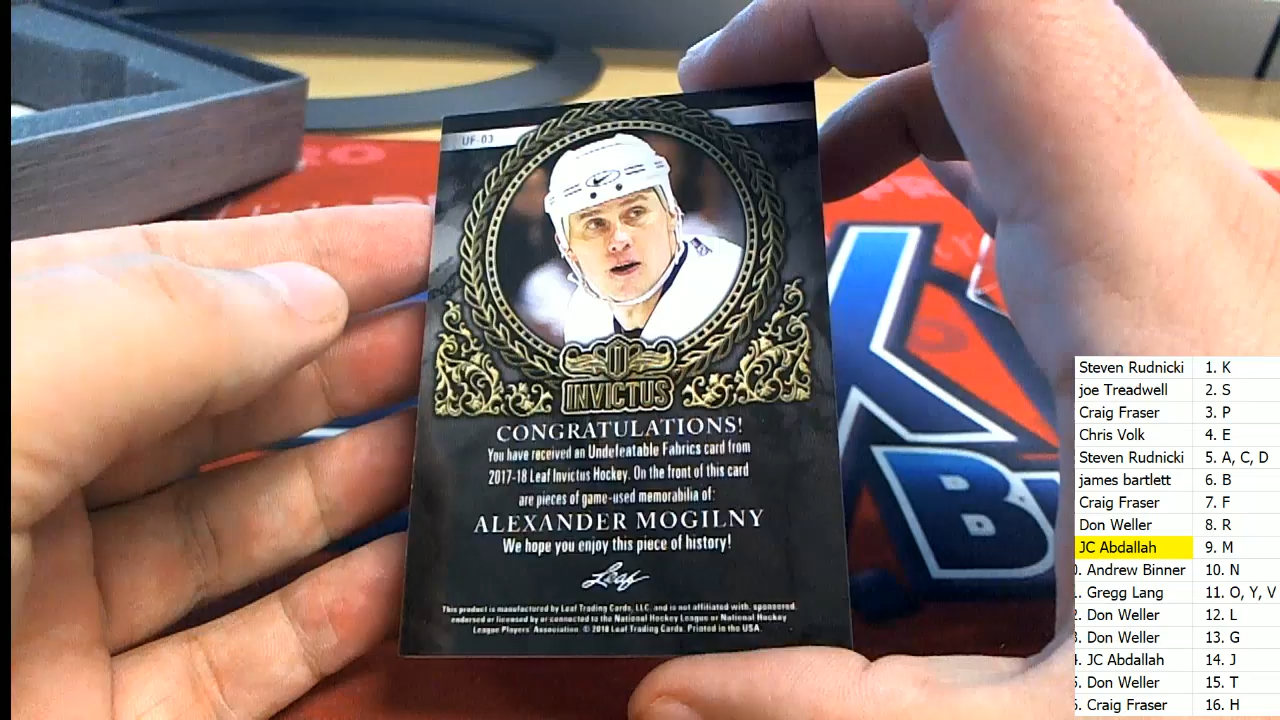 UF-03
INVICTUS
CONGRATULATIONS!
You have received an Undefeatable Fabrics card from
2017-18 Leaf Invictus Hockey. On the front of this card
are pieces of game-used memorabilia of:
ALEXANDER MOGILNY
We hope you enjoy this piece of history!
Leaf
This product is manufactured by Leaf Trading Cards, LLC. and is not affiliated with, sponsored,
endorsed or licensed by or connected to the National Hockey League or National Hockey
League Players' Association. © 2018 Leaf Trading Cards. Printed in the USA.
Steven Rudnicki 1. K
joe Treadwell 2. S
Craig Fraser 3. P
Chris Volk 4. E
Steven Rudnicki 5. A, C, D
james bartlett 6. B
Craig Fraser 7. F
Don Weller 8. R
JC Abdallah 9. M
. Andrew Binner 10. N
. Gregg Lang 11. O, Y, V
. Don Weller 12. L
. Don Weller 13. G
. JC Abdallah 14. J
. Don Weller 15. T
. Craig Fraser 16. H